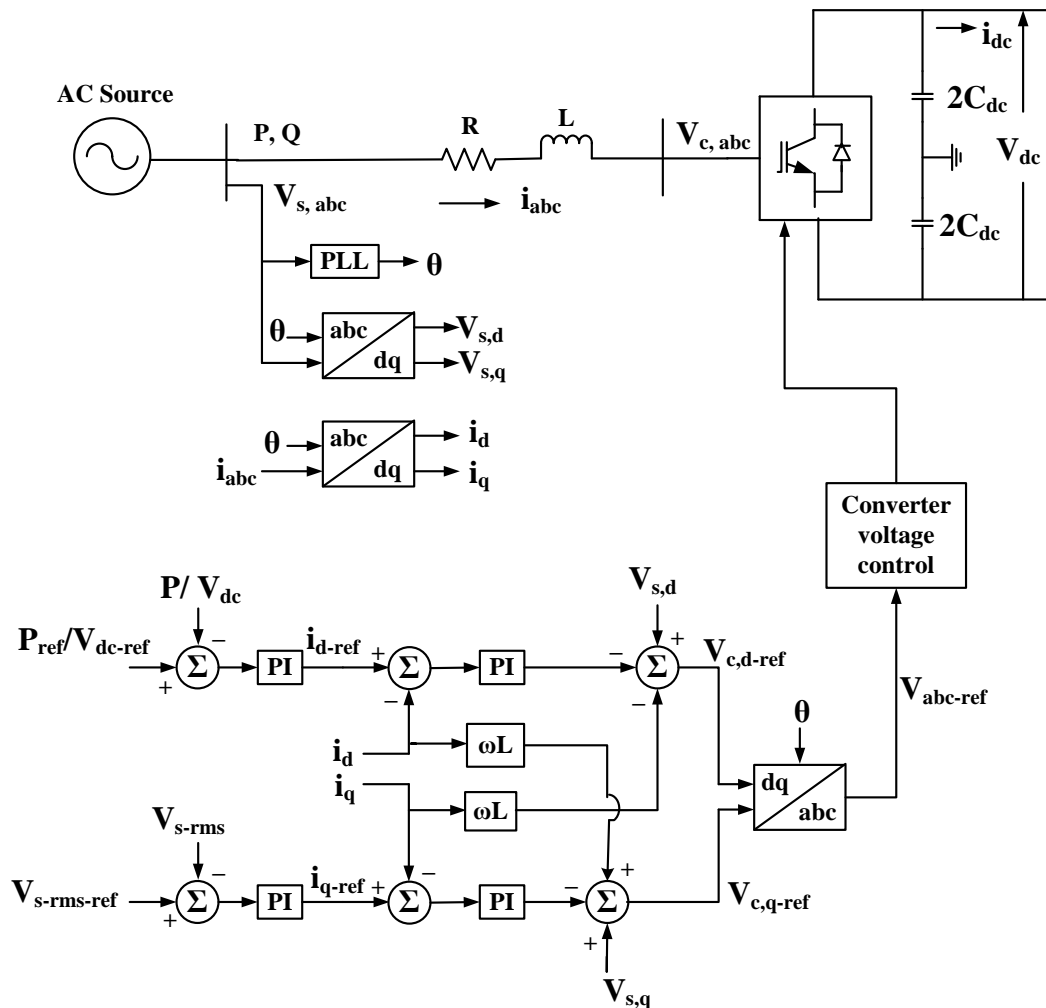 AC Source
P, Q
R
L
V_c, abc
i_dc
2C_dc
V_dc
2C_dc
V_s, abc
i_abc
PLL
θ
θ
abc
dq
V_s,d
V_s,q
θ
i_abc
abc
dq
i_d
i_q
Converter
voltage
control
P/ V_dc
P_ref/V_dc-ref
−
+
Σ
PI
i_d-ref
+
−
Σ
PI
V_s,d
−
+
−
Σ
V_c,d-ref
V_abc-ref
i_d
ωL
i_q
ωL
θ
dq
abc
V_s-rms
V_s-rms-ref
−
+
Σ
PI
i_q-ref
+
−
Σ
PI
−
+
+
Σ
V_c,q-ref
V_s,q